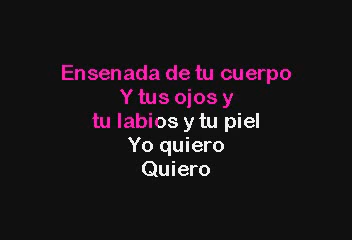 Ensenada de tu cuerpo
Y tus ojos y
tu labios y tu piel
Yo quiero
Quiero